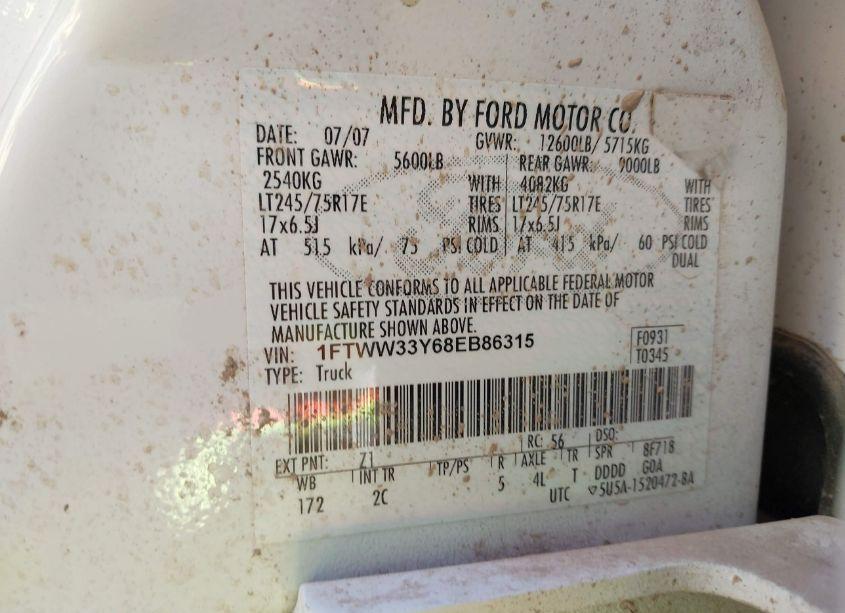 MFD. BY FORD MOTOR CO.
DATE: 07/07 GVWR: 12600LB/ 5715KG
FRONT GAWR: 5600LB REAR GAWR: 9000LB
2540KG WITH 4082KG WITH
LT245/75R17E TIRES LT245/75R17E TIRES
17x6.5J RIMS 17x6.5J RIMS
AT 515 kPa/ 75 PSI COLD AT 415 kPa/ 60 PSI COLD
DUAL
THIS VEHICLE CONFORMS TO ALL APPLICABLE FEDERAL MOTOR
VEHICLE SAFETY STANDARDS IN EFFECT ON THE DATE OF
MANUFACTURE SHOWN ABOVE.
VIN: 1FTWW33Y68EB86315 F0931
TYPE: Truck T0345
RC: 56 DSO:
EXT PNT: Z1
WB INT TR TP/PS R AXLE TR SPR 8F718
172 2C 5 4L T DDDD GOA
UTC ▽5U5A-1520472-BA